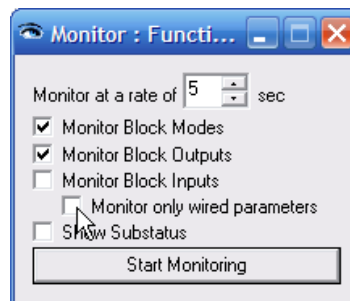 Monitor : Functi...
Monitor at a rate of 5 sec
Monitor Block Modes
Monitor Block Outputs
Monitor Block Inputs
Monitor only wired parameters
Show Substatus
Start Monitoring